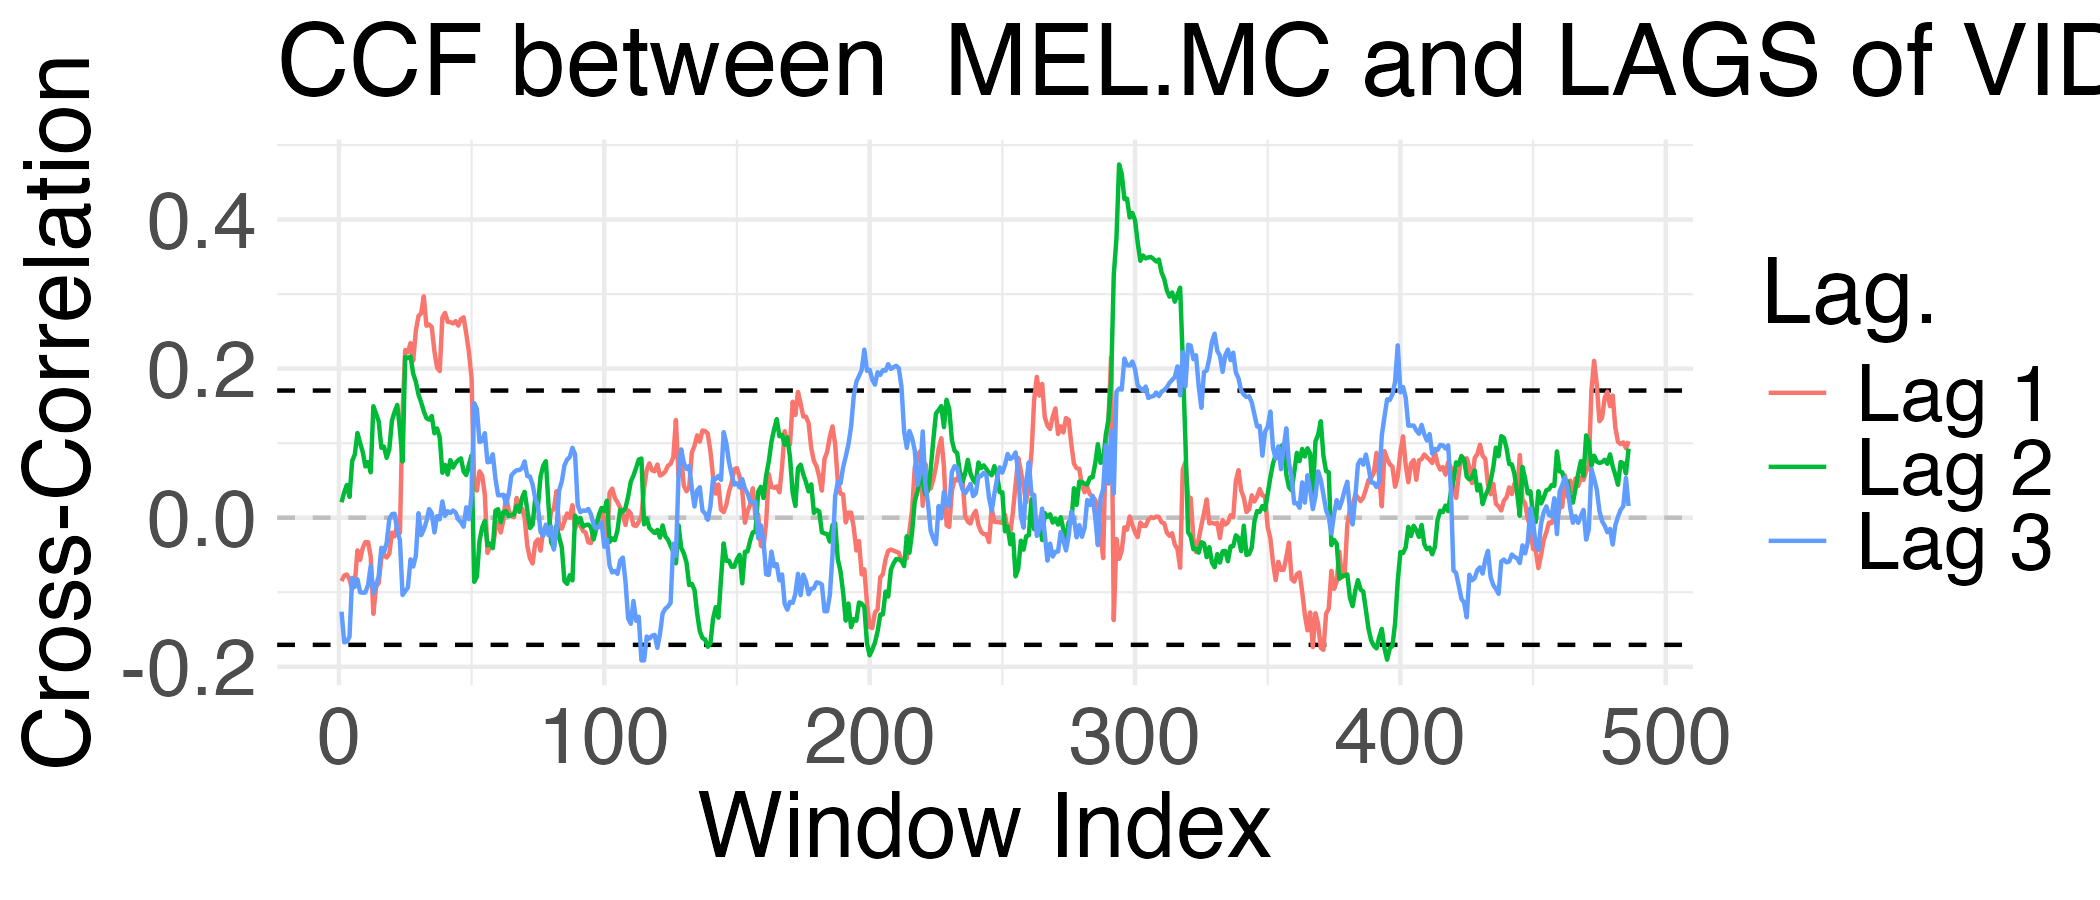 CCF between MEL.MC and LAGS of
Cross-Correlation
0.4
0.2
0.0
-0.2
0 100 200 300 400 500
Window Index
Lag.
Lag 1
Lag 2
Lag 3